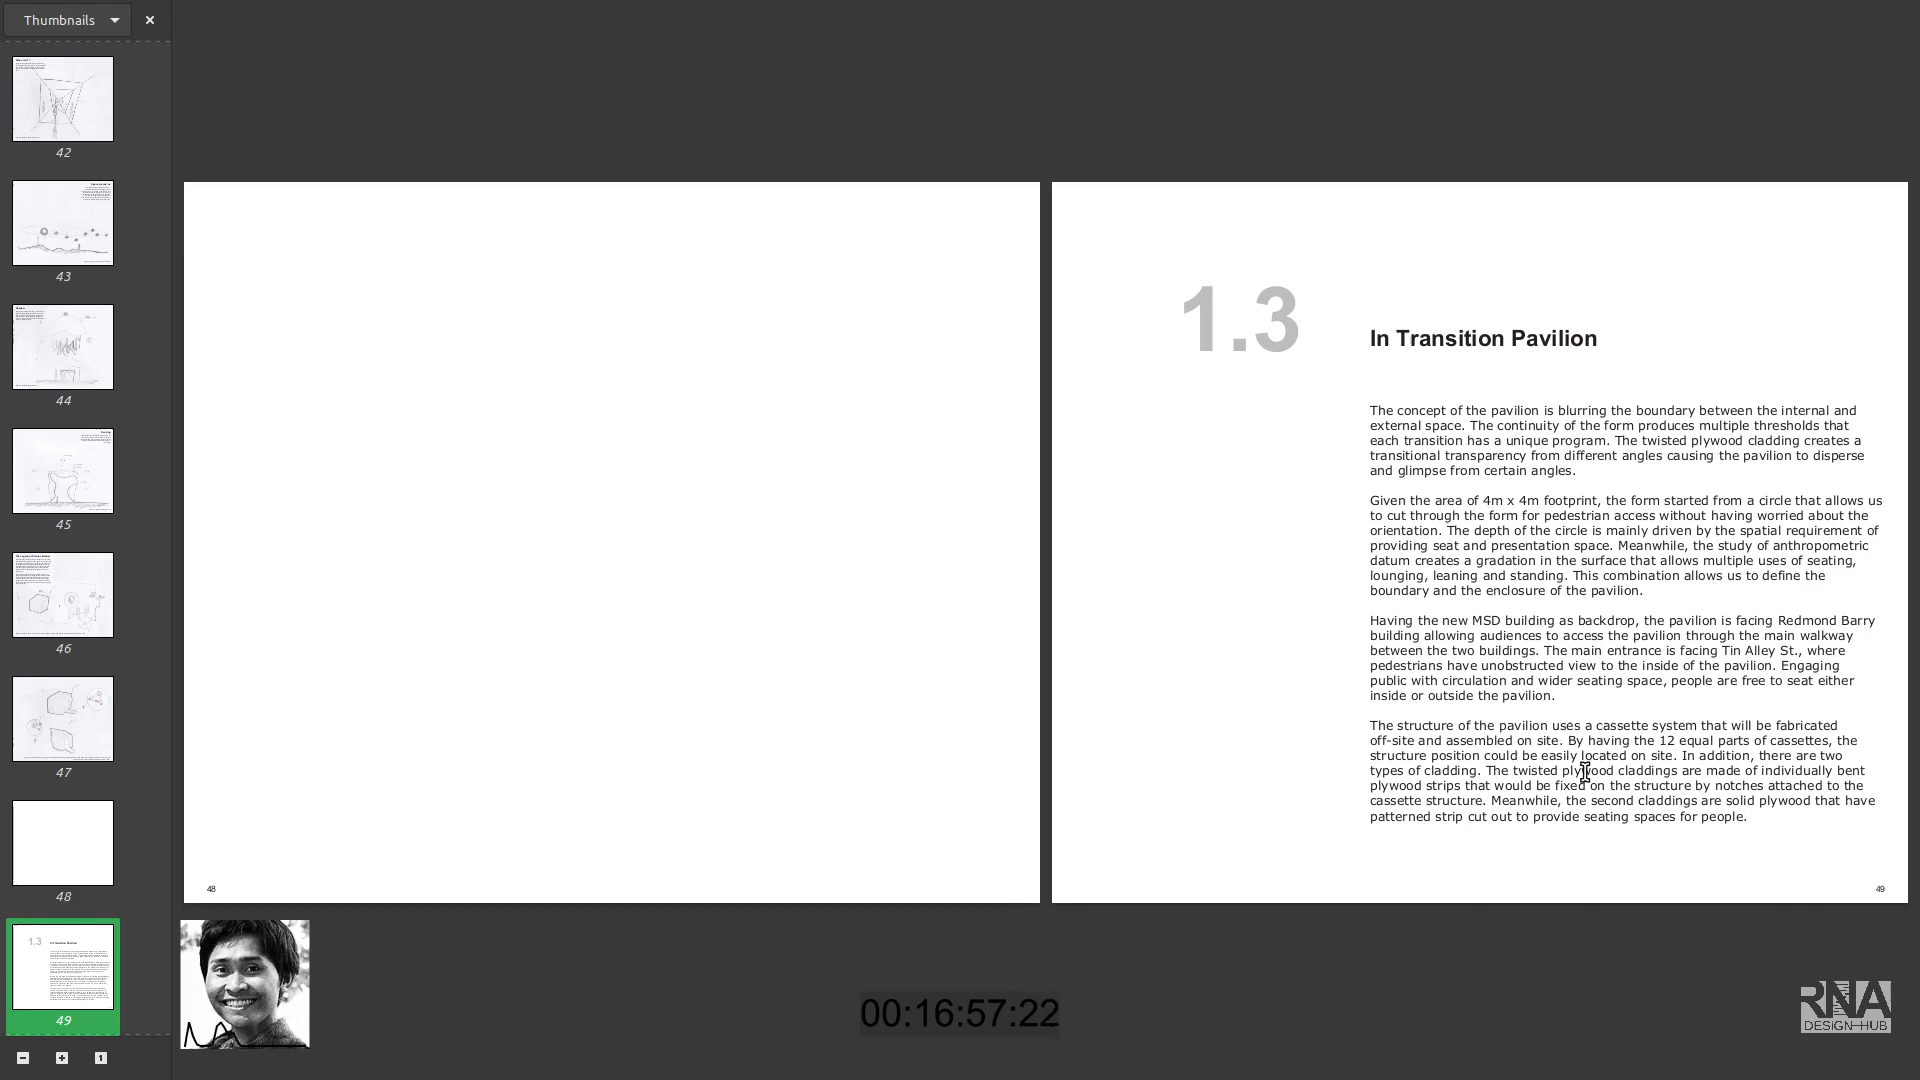 Thumbnails
42
43
44
45
46
47
48
1.3
In Transition Pavilion
49
48
1.3
In Transition Pavilion
The concept of the pavilion is blurring the boundary between the internal and
external space. The continuity of the form produces multiple thresholds that
each transition has a unique program. The twisted plywood cladding creates a
transitional transparency from different angles causing the pavilion to disperse
and glimpse from certain angles.
Given the area of 4m x 4m footprint, the form started from a circle that allows us
to cut through the form for pedestrian access without having worried about the
orientation. The depth of the circle is mainly driven by the spatial requirement of
providing seat and presentation space. Meanwhile, the study of anthropometric
datum creates a gradation in the surface that allows multiple uses of seating,
lounging, leaning and standing. This combination allows us to define the
boundary and the enclosure of the pavilion.
Having the new MSD building as backdrop, the pavilion is facing Redmond Barry
building allowing audiences to access the pavilion through the main walkway
between the two buildings. The main entrance is facing Tin Alley St., where
pedestrians have unobstructed view to the inside of the pavilion. Engaging
public with circulation and wider seating space, people are free to seat either
inside or outside the pavilion.
The structure of the pavilion uses a cassette system that will be fabricated
off-site and assembled on site. By having the 12 equal parts of cassettes, the
structure position could be easily located on site. In addition, there are two
types of cladding. The twisted plywood claddings are made of individually bent
plywood strips that would be fixed on the structure by notches attached to the
cassette structure. Meanwhile, the second claddings are solid plywood that have
patterned strip cut out to provide seating spaces for people.
49
00:16:57:22
RNA
DESIGN-HUB
1